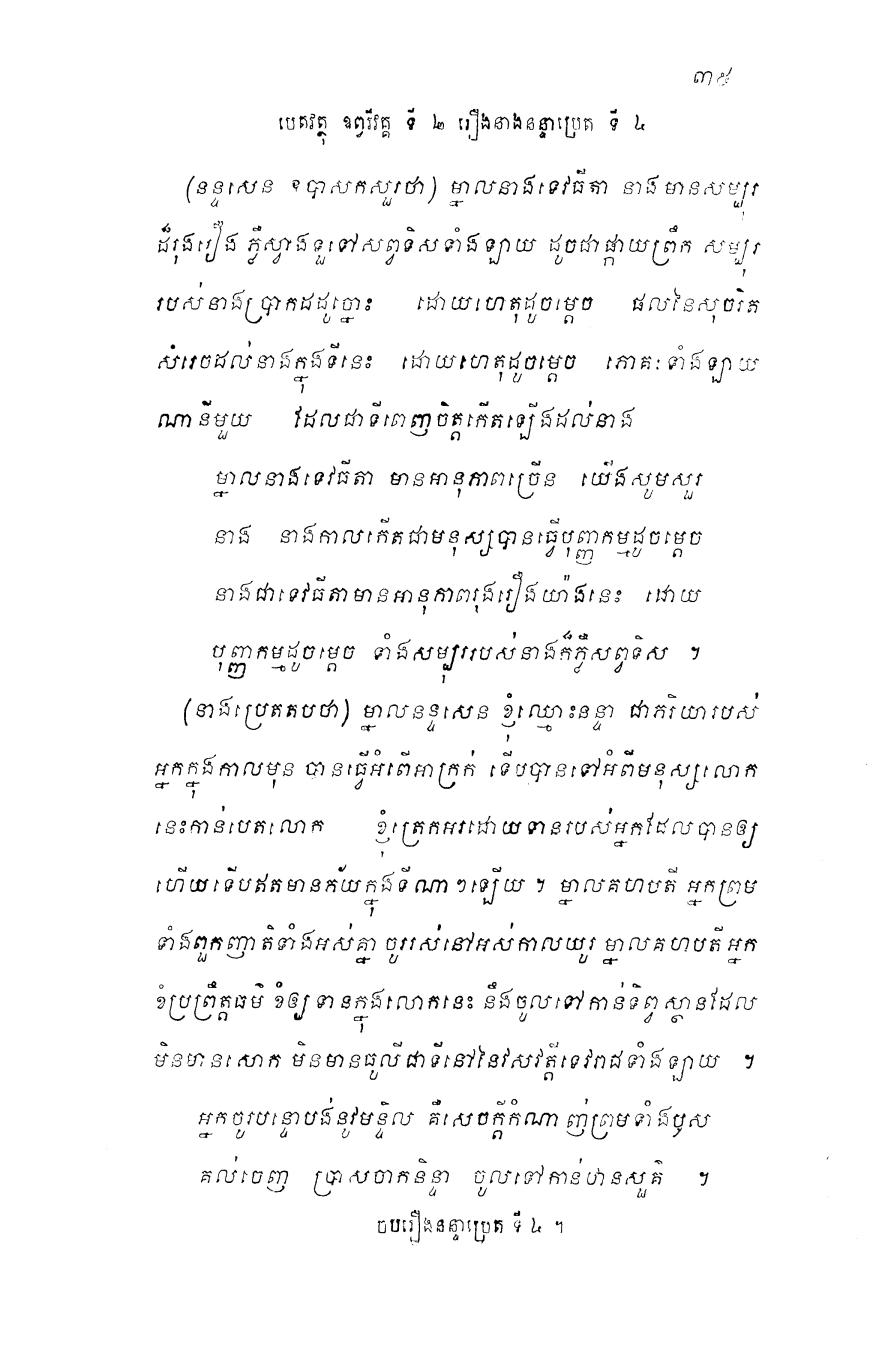 ៣៩
បេតវត្ថុ ឧព្វរីវគ្គ ទី ២ រឿងនាងនន្ទាប្រេត ទី ៤
(នន្ទសេន ឧបាសកសួរថា) ម្នាលនាងទេវធីតា នាងមានសម្បុរ
ដ៏រុងរឿង ភ្លឺស្វាងទួទៅសព្វទិសទាំងឡាយ ដូចជាផ្កាយព្រឹក សម្បុរ
របស់នាងប្រាកដដូច្នោះ ដោយហេតុដូចម្តេច ផលនៃសុចរិត
សំរេចដល់នាងក្នុងទីនេះ ដោយហេតុដូចម្តេច ភោគៈទាំងឡាយ
ណានីមួយ ដែលជាទីពេញចិត្តកើតឡើងដល់នាង
ម្នាលនាងទេវធីតា មានអានុភាពច្រើន យើងសូមសួរ
នាង នាងកាលកើតជាមនុស្សបានធ្វើបុញ្ញកម្មដូចម្តេច
នាងជាទេវធីតាមានអានុភាពរុងរឿងយ៉ាងនេះ ដោយ
បុញ្ញកម្មដូចម្តេច ទាំងសម្បុររបស់នាងក៏ភ្លឺសព្វទិស ។
(នាងប្រេតតបថា) ម្នាលនន្ទសេន ខ្ញុំឈ្មោះនន្ទា ជាភរិយារបស់
អ្នកក្នុងកាលមុន បានធ្វើអំពើអាក្រក់ ទើបបានទៅអំពីមនុស្សលោក
នេះកាន់បេតលោក ខ្ញុំត្រេកអរដោយទានរបស់អ្នកដែលបានឲ្យ
ហើយទើបឥតមានភ័យក្នុងទីណាៗឡើយ ។ ម្នាលគហបតី អ្នកព្រម
ទាំងពួកញាតិទាំងអស់គ្នា ចូររស់នៅអស់កាលយូរ ម្នាលគហបតីអ្នក
ខំប្រព្រឹត្តធម៌ ខំឲ្យទានក្នុងលោកនេះ នឹងចូលទៅកាន់ទិព្វស្ថានដែល
មិនមានសោក មិនមានធូលីជាទីនៅនៃវសវត្តីទេវរាជទាំងឡាយ ។
អ្នកចូរបន្ទោបង់នូវមន្ទិល គឺសេចក្តីកំណាញ់ព្រមទាំងឫស
គល់ចេញ ប្រាសចាកនិន្ទា ចូលទៅកាន់ឋានសួគ៌ ។
ចបរឿងនន្ទាប្រេត ទី ៤ ។